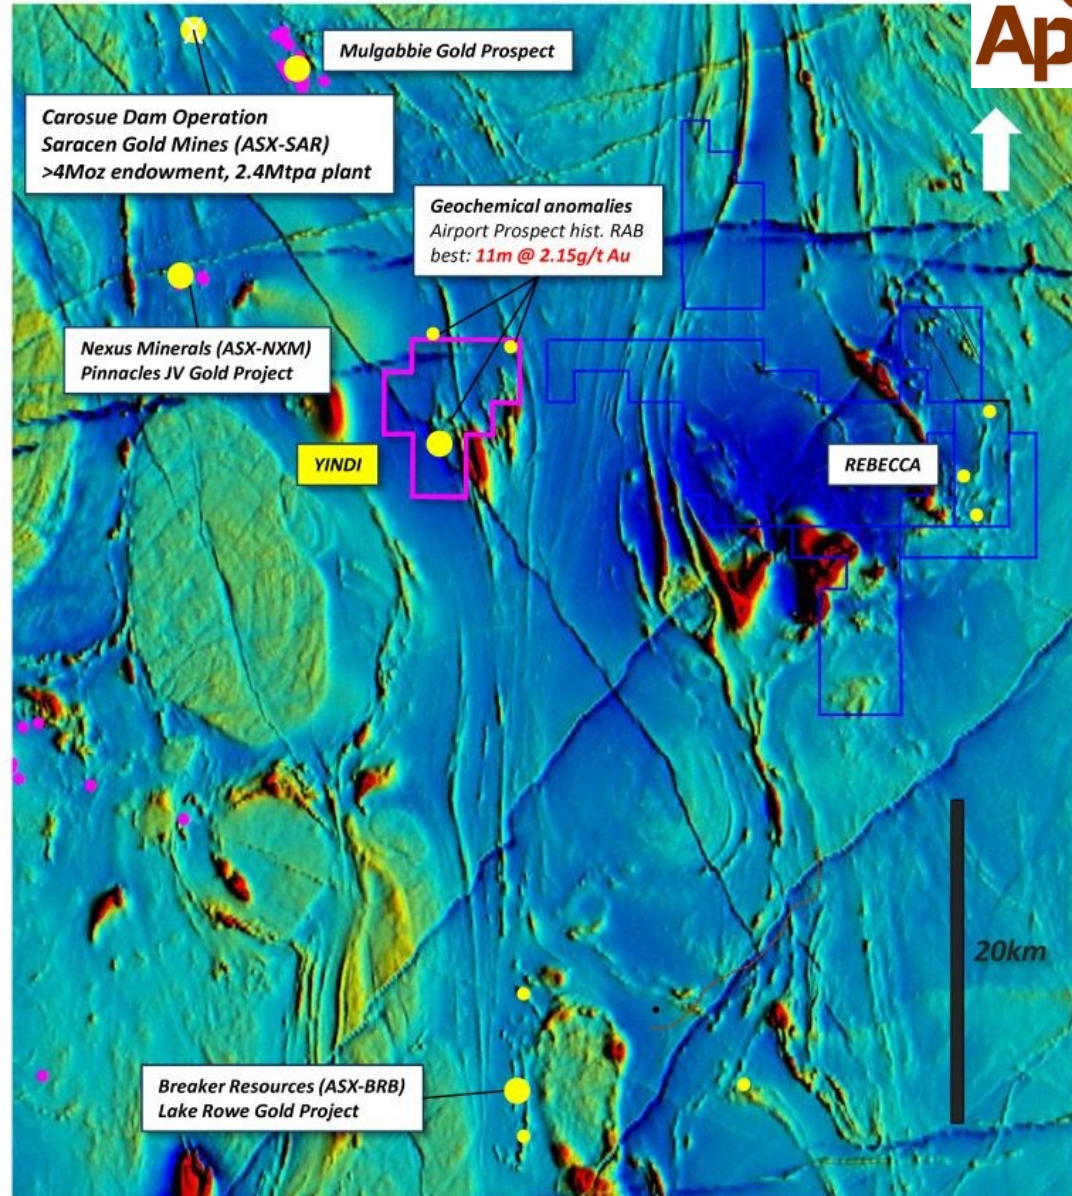 Ap
Mulgabbie Gold Prospect
Carosue Dam Operation
Saracen Gold Mines (ASX-SAR)
>4Moz endowment, 2.4Mtpa plant
Geochemical anomalies
Airport Prospect hist. RAB
best: 11m @ 2.15g/t Au
Nexus Minerals (ASX-NXM)
Pinnacles JV Gold Project
YINDI
REBECCA
20km
Breaker Resources (ASX-BRB)
Lake Rowe Gold Project